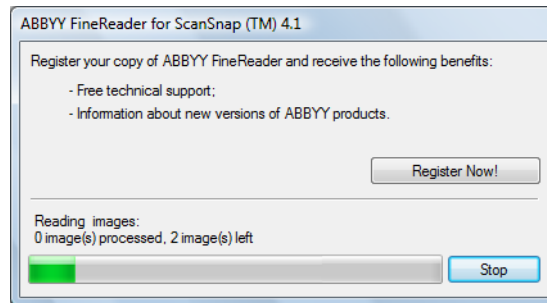 ABBYY FineReader for ScanSnap (TM) 4.1
Register your copy of ABBYY FineReader and receive the following benefits:
- Free technical support;
- Information about new versions of ABBYY products.
Register Now!
Reading images:
0 image(s) processed, 2 image(s) left
Stop